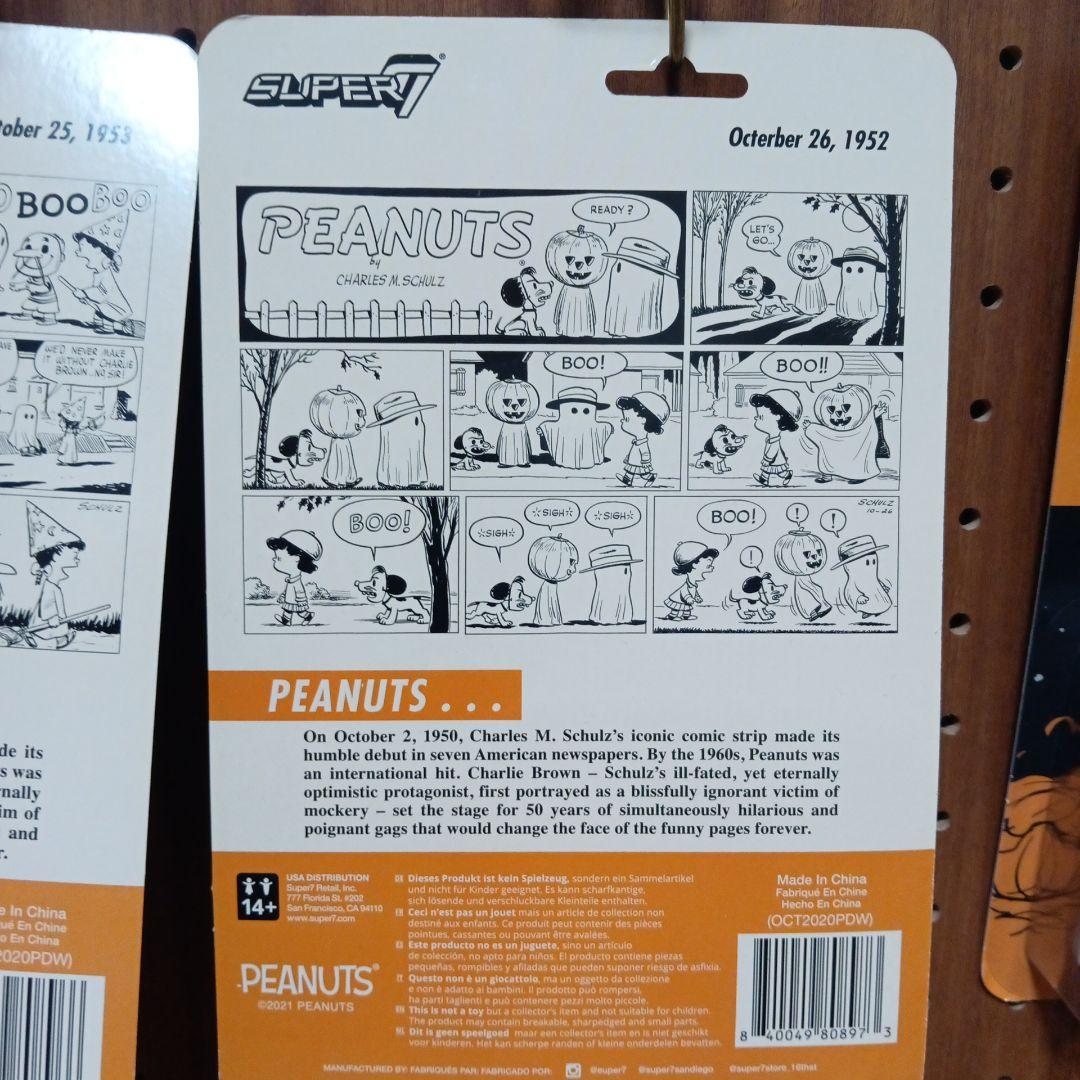 tober 25, 1953
BOO BOO
WE'D NEVER MAKE
IT WITHOUT CHARLIE
BROWN...NO, SIR!
SCHULZ
de its
s was
rnally
im of
and
r.
e In China
ué En Chine
o En China
2020PDW)
SUPER7®
Octerber 26, 1952
PEANUTS®
by
CHARLES M. SCHULZ
READY?
LET'S
GO...
BOO!
BOO!!
BOO!
*SIGH*
*SIGH*
*SIGH*
BOO!
!
!
!
SCHULZ
10-26
PEANUTS . . .
On October 2, 1950, Charles M. Schulz's iconic comic strip made its
humble debut in seven American newspapers. By the 1960s, Peanuts was
an international hit. Charlie Brown – Schulz's ill-fated, yet eternally
optimistic protagonist, first portrayed as a blissfully ignorant victim of
mockery – set the stage for 50 years of simultaneously hilarious and
poignant gags that would change the face of the funny pages forever.
14+
USA DISTRIBUTION
Super7 Retail, Inc.
777 Florida St. #202
San Francisco, CA 94110
www.super7.com
PEANUTS®
©2021 PEANUTS
DE Dieses Produkt ist kein Spielzeug, sondern ein Sammelartikel
und nicht für Kinder geeignet. Es kann scharfkantige,
sich lösende und verschluckbare Kleinteile enthalten.
FR Ceci n'est pas un jouet mais un article de collection non
destiné aux enfants. Ce produit peut contenir des pièces
pointues, cassantes ou pouvant être avalées.
ES Este producto no es un juguete, sino un artículo
de colección, no apto para niños. El producto contiene piezas
pequeñas, rompibles y afiladas que pueden suponer riesgo de asfixia.
IT Questo non è un giocattolo, ma un oggetto da collezione
e non è adatto ai bambini. Il prodotto può rompersi,
ha parti taglienti e può contenere pezzi molto piccole.
EN This is not a toy but a collector's item and not suitable for children.
The product may contain breakable, sharpedged and small parts.
NL Dit is geen speelgoed maar een collector's item en is niet geschikt
voor kinderen. Het kan scherpe randen of kleine onderdelen bevatten.
Made In China
Fabriqué En Chine
Hecho En China
(OCT2020PDW)
8 40049 80897 3
MANUFACTURED BY: FABRIQUÉS PAR: FABRICADO POR: @super7 @super7sandiego @super7store_16thst